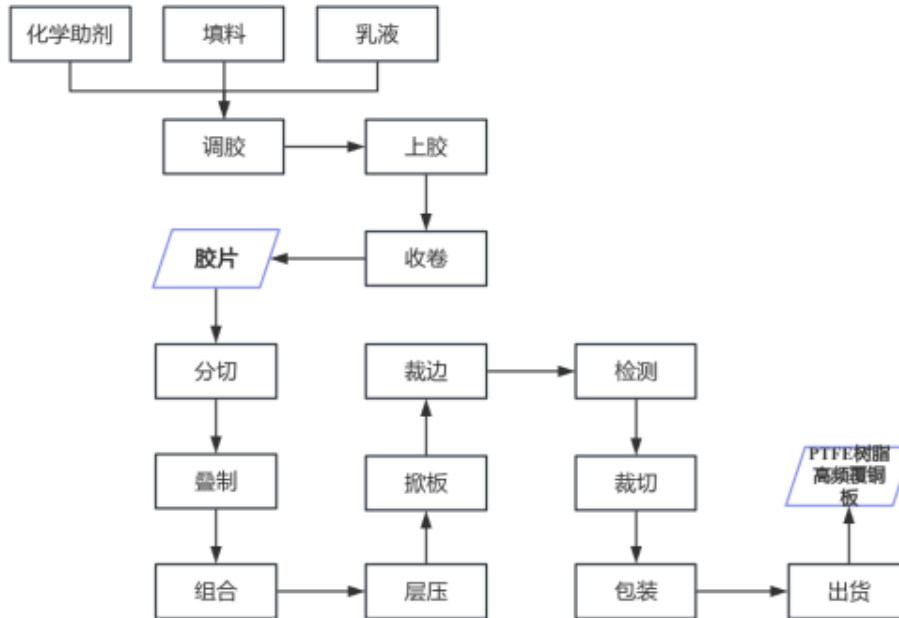 化学助剂
填料
乳液
调胶
上胶
收卷
胶片
分切
叠制
组合
层压
掀板
裁边
检测
裁切
包装
出货
PTFE树脂
高频覆铜
板